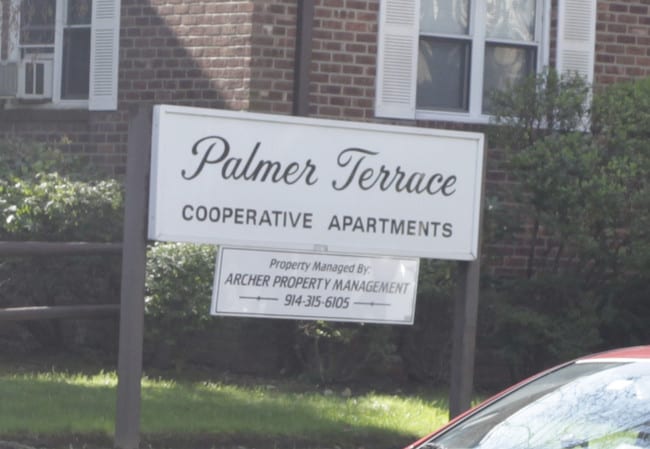 Palmer Terrace
COOPERATIVE APARTMENTS
Property Managed By:
ARCHER PROPERTY MANAGEMENT
914-315-6105